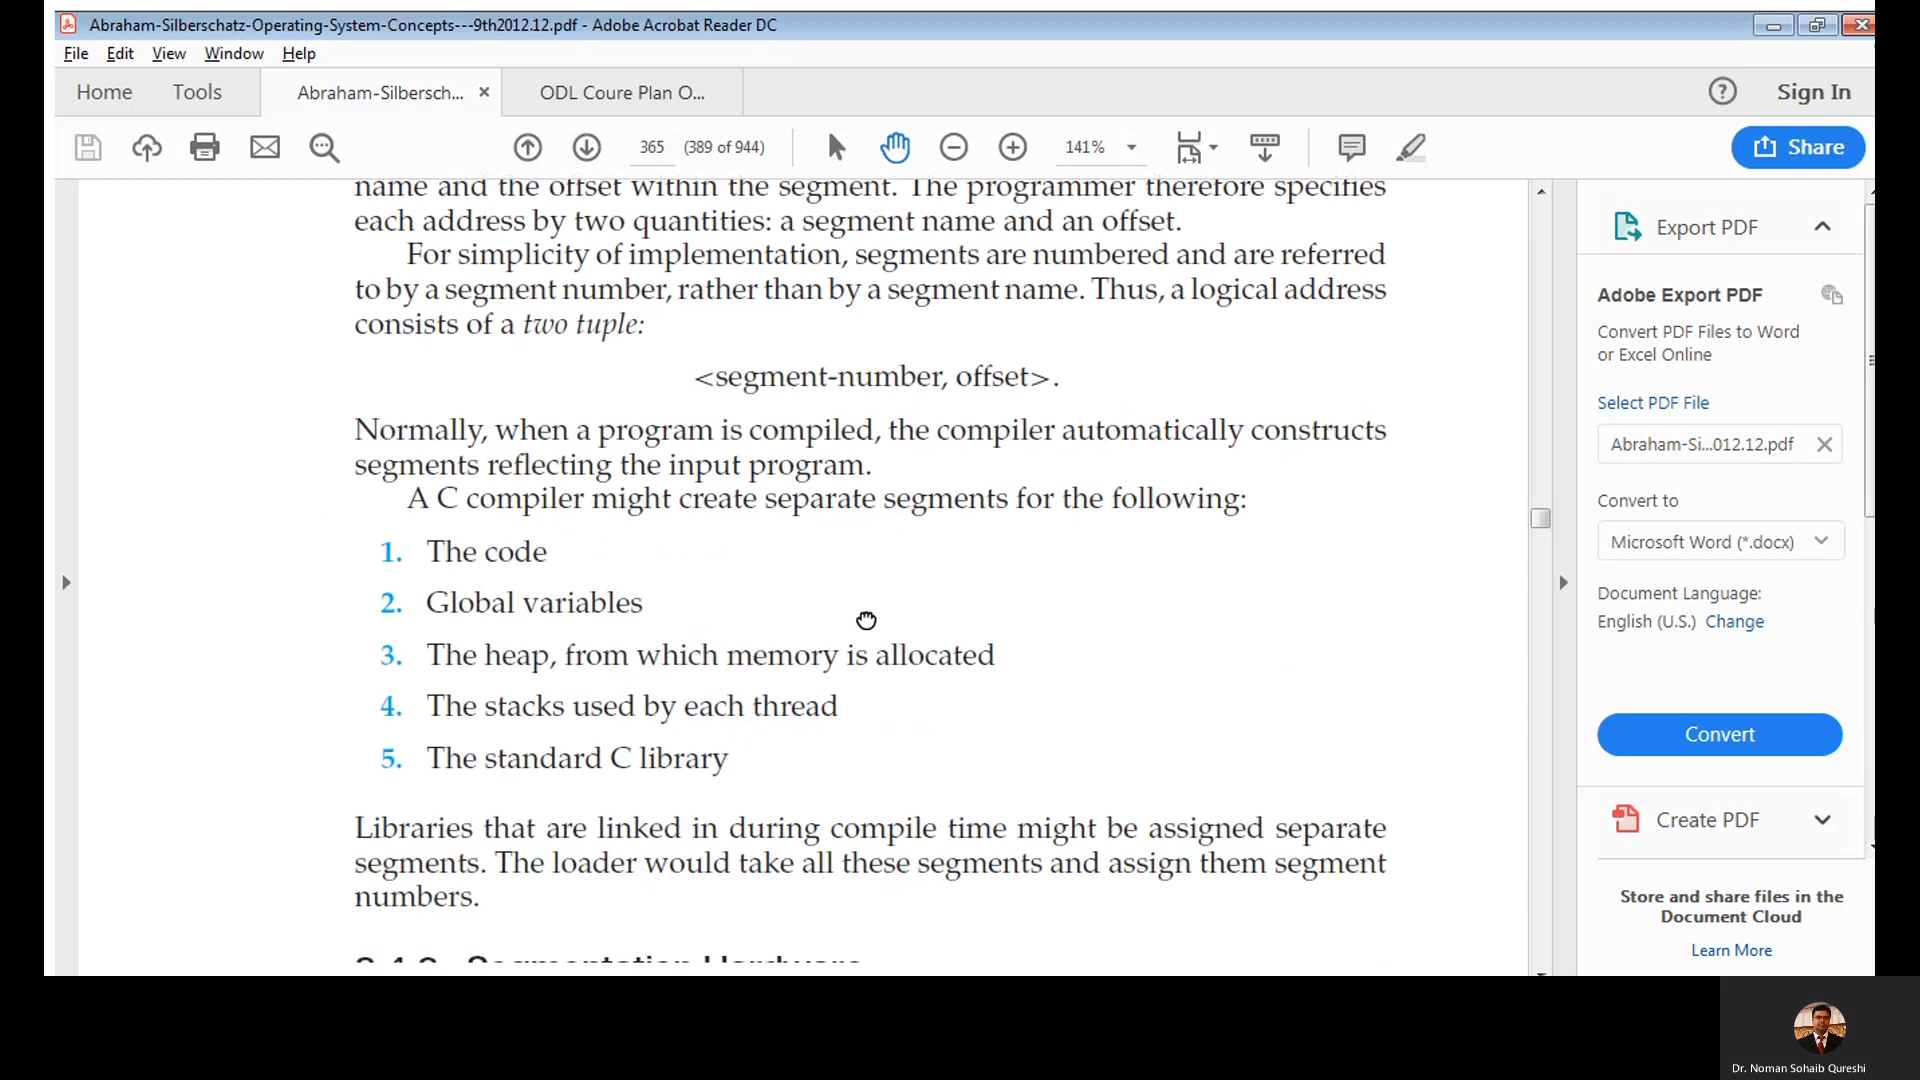 Abraham-Silberschatz-Operating-System-Concepts---9th2012.12.pdf - Adobe Acrobat Reader DC
File Edit View Window Help
Home Tools Abraham-Silbersch... × ODL Coure Plan O... ? Sign In
365 (389 of 944) 141% Share
name and the offset within the segment. The programmer therefore specifies
each address by two quantities: a segment name and an offset.
For simplicity of implementation, segments are numbered and are referred
to by a segment number, rather than by a segment name. Thus, a logical address
consists of a two tuple:
<segment-number, offset>.
Normally, when a program is compiled, the compiler automatically constructs
segments reflecting the input program.
A C compiler might create separate segments for the following:
1. The code
2. Global variables
3. The heap, from which memory is allocated
4. The stacks used by each thread
5. The standard C library
Libraries that are linked in during compile time might be assigned separate
segments. The loader would take all these segments and assign them segment
numbers.
Segmentation Hardware
Export PDF
Adobe Export PDF
Convert PDF Files to Word
or Excel Online
Select PDF File
Abraham-Si...012.12.pdf
Convert to
Microsoft Word (*.docx)
Document Language:
English (U.S.) Change
Convert
Create PDF
Store and share files in the
Document Cloud
Learn More
Dr. Noman Sohaib Qureshi